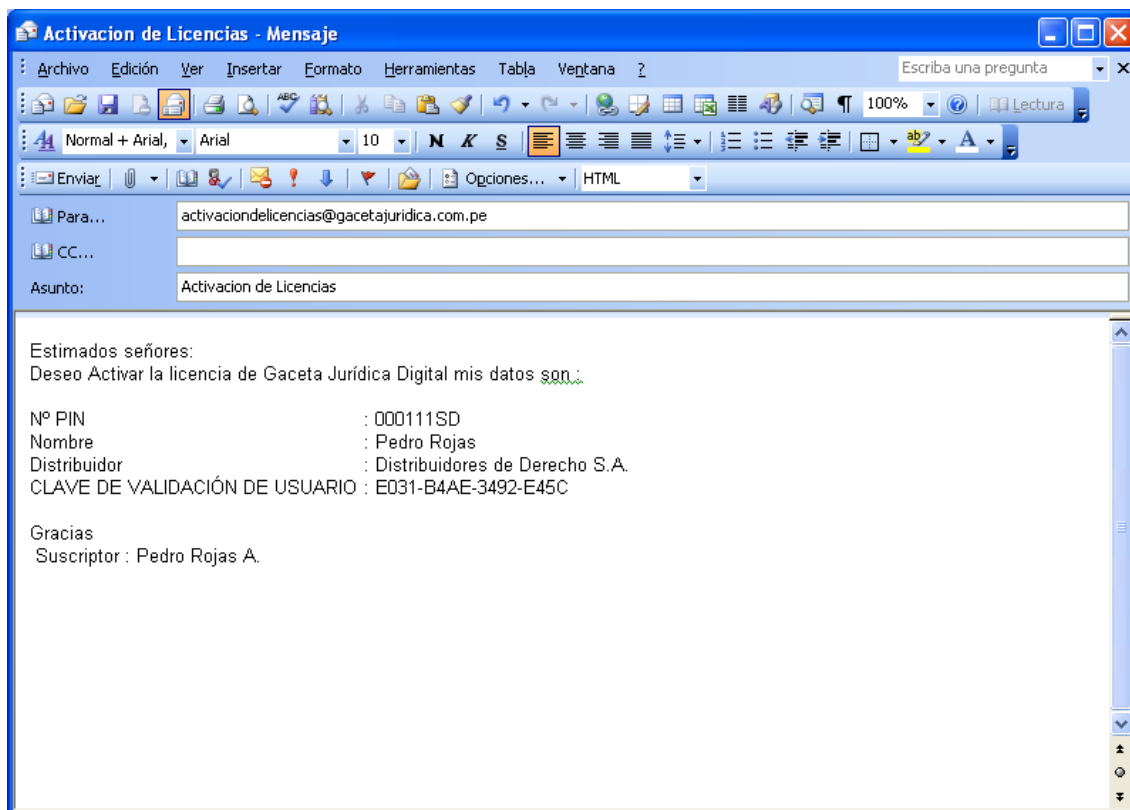 Activacion de Licencias - Mensaje
Archivo Edición Ver Insertar Formato Herramientas Tabla Ventana ? Escriba una pregunta
ABC 100% Lectura
Normal + Arial, Arial 10 N K S
Enviar Opciones... HTML
Para... activaciondelicencias@gacetajuridica.com.pe
CC...
Asunto: Activacion de Licencias
Estimados señores:
Deseo Activar la licencia de Gaceta Jurídica Digital mis datos son :
Nº PIN : 000111SD
Nombre : Pedro Rojas
Distribuidor : Distribuidores de Derecho S.A.
CLAVE DE VALIDACIÓN DE USUARIO : E031-B4AE-3492-E45C
Gracias
Suscriptor : Pedro Rojas A.